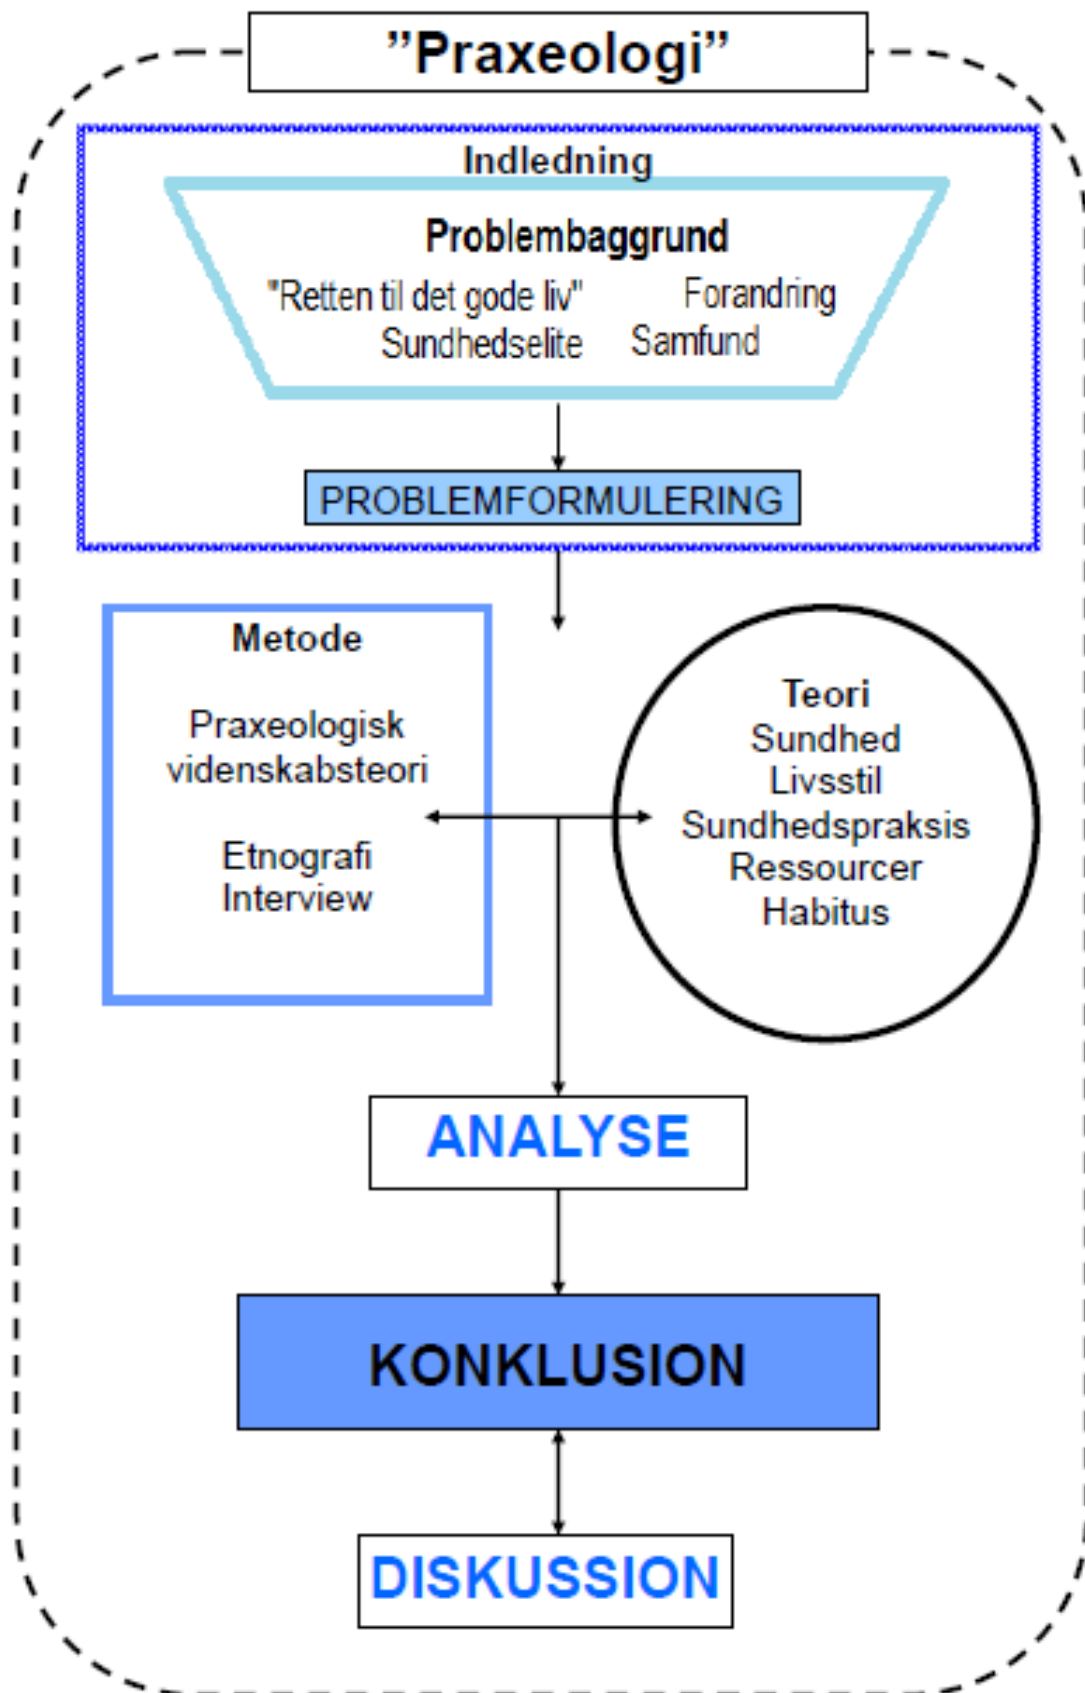 ”Praxeologi”
Indledning
Problembaggrund
"Retten til det gode liv" Forandring
Sundhedselite Samfund
PROBLEMFORMULERING
Metode
Praxeologisk
videnskabsteori
Etnografi
Interview
Teori
Sundhed
Livsstil
Sundhedspraksis
Ressourcer
Habitus
ANALYSE
KONKLUSION
DISKUSSION